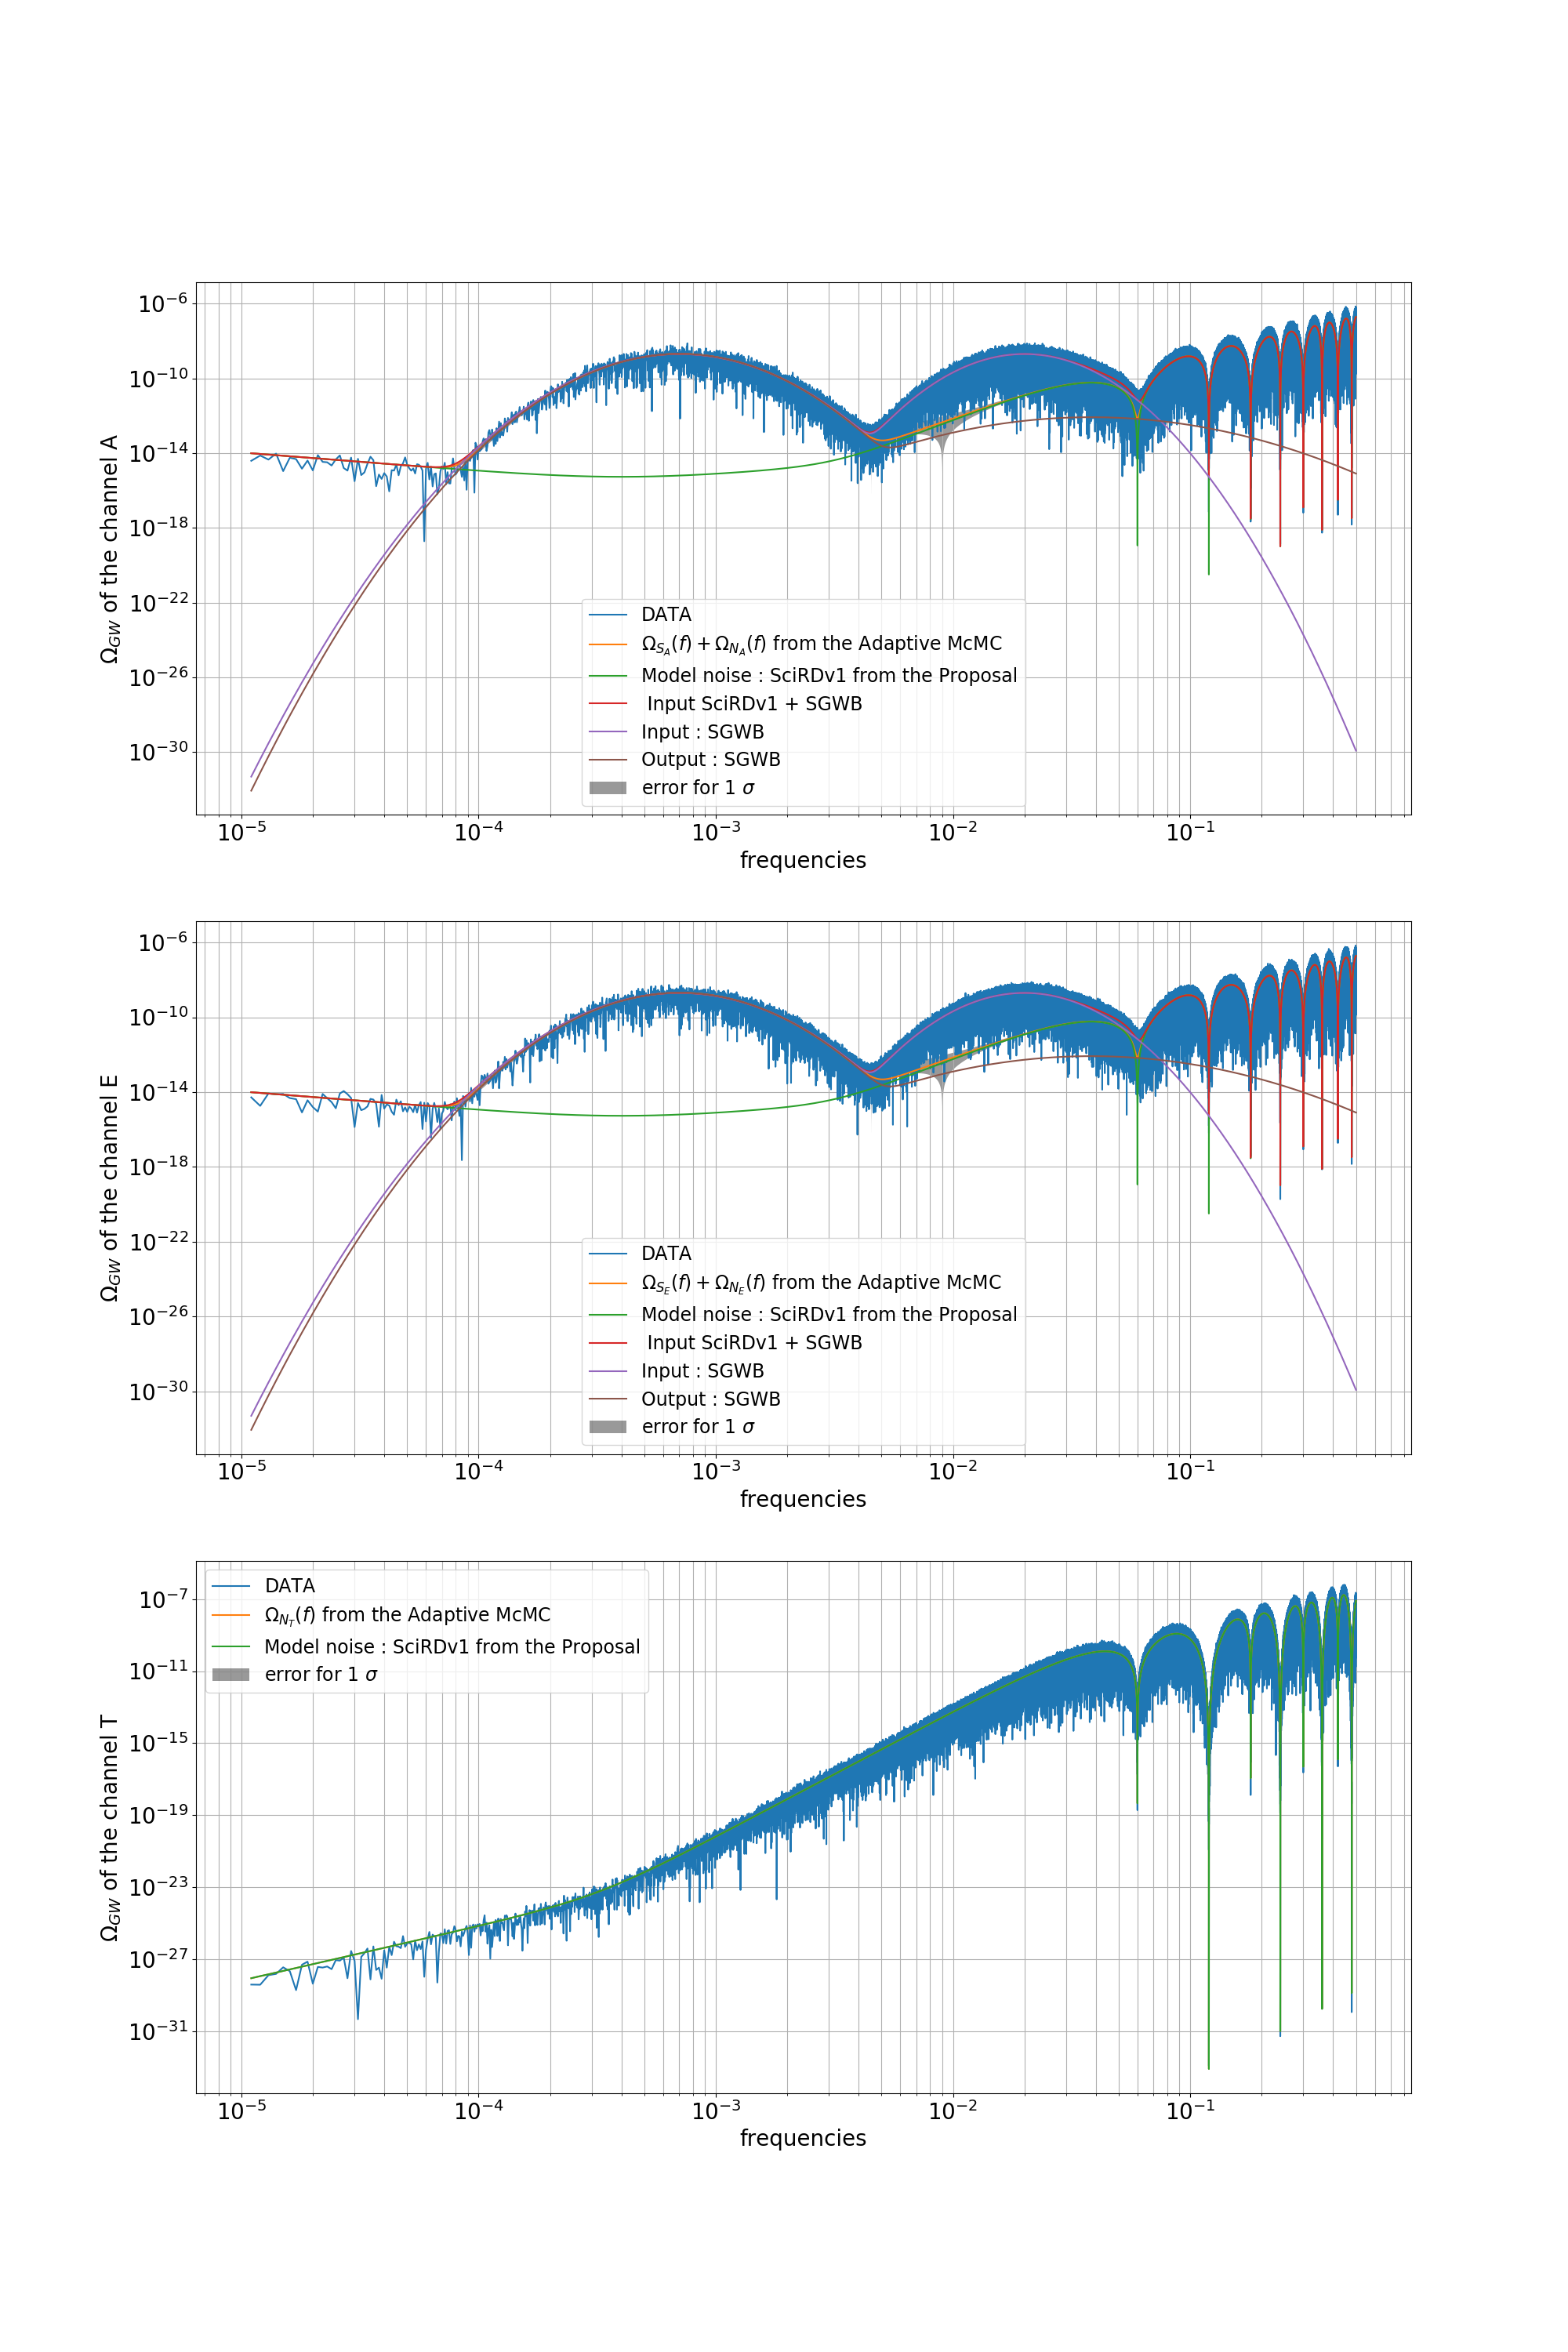 10⁻⁶
10⁻¹⁰
10⁻¹⁴
10⁻¹⁸
10⁻²²
10⁻²⁶
10⁻³⁰
Ω_GW of the channel A
DATA
Ω_{S_A}(f) + Ω_{N_A}(f) from the Adaptive McMC
Model noise : SciRDv1 from the Proposal
Input SciRDv1 + SGWB
Input : SGWB
Output : SGWB
error for 1 σ
10⁻⁵ 10⁻⁴ 10⁻³ 10⁻² 10⁻¹
frequencies
10⁻⁶
10⁻¹⁰
10⁻¹⁴
10⁻¹⁸
10⁻²²
10⁻²⁶
10⁻³⁰
Ω_GW of the channel E
DATA
Ω_{S_E}(f) + Ω_{N_E}(f) from the Adaptive McMC
Model noise : SciRDv1 from the Proposal
Input SciRDv1 + SGWB
Input : SGWB
Output : SGWB
error for 1 σ
10⁻⁵ 10⁻⁴ 10⁻³ 10⁻² 10⁻¹
frequencies
10⁻⁷
10⁻¹¹
10⁻¹⁵
10⁻¹⁹
10⁻²³
10⁻²⁷
10⁻³¹
Ω_GW of the channel T
DATA
Ω_{N_T}(f) from the Adaptive McMC
Model noise : SciRDv1 from the Proposal
error for 1 σ
10⁻⁵ 10⁻⁴ 10⁻³ 10⁻² 10⁻¹
frequencies